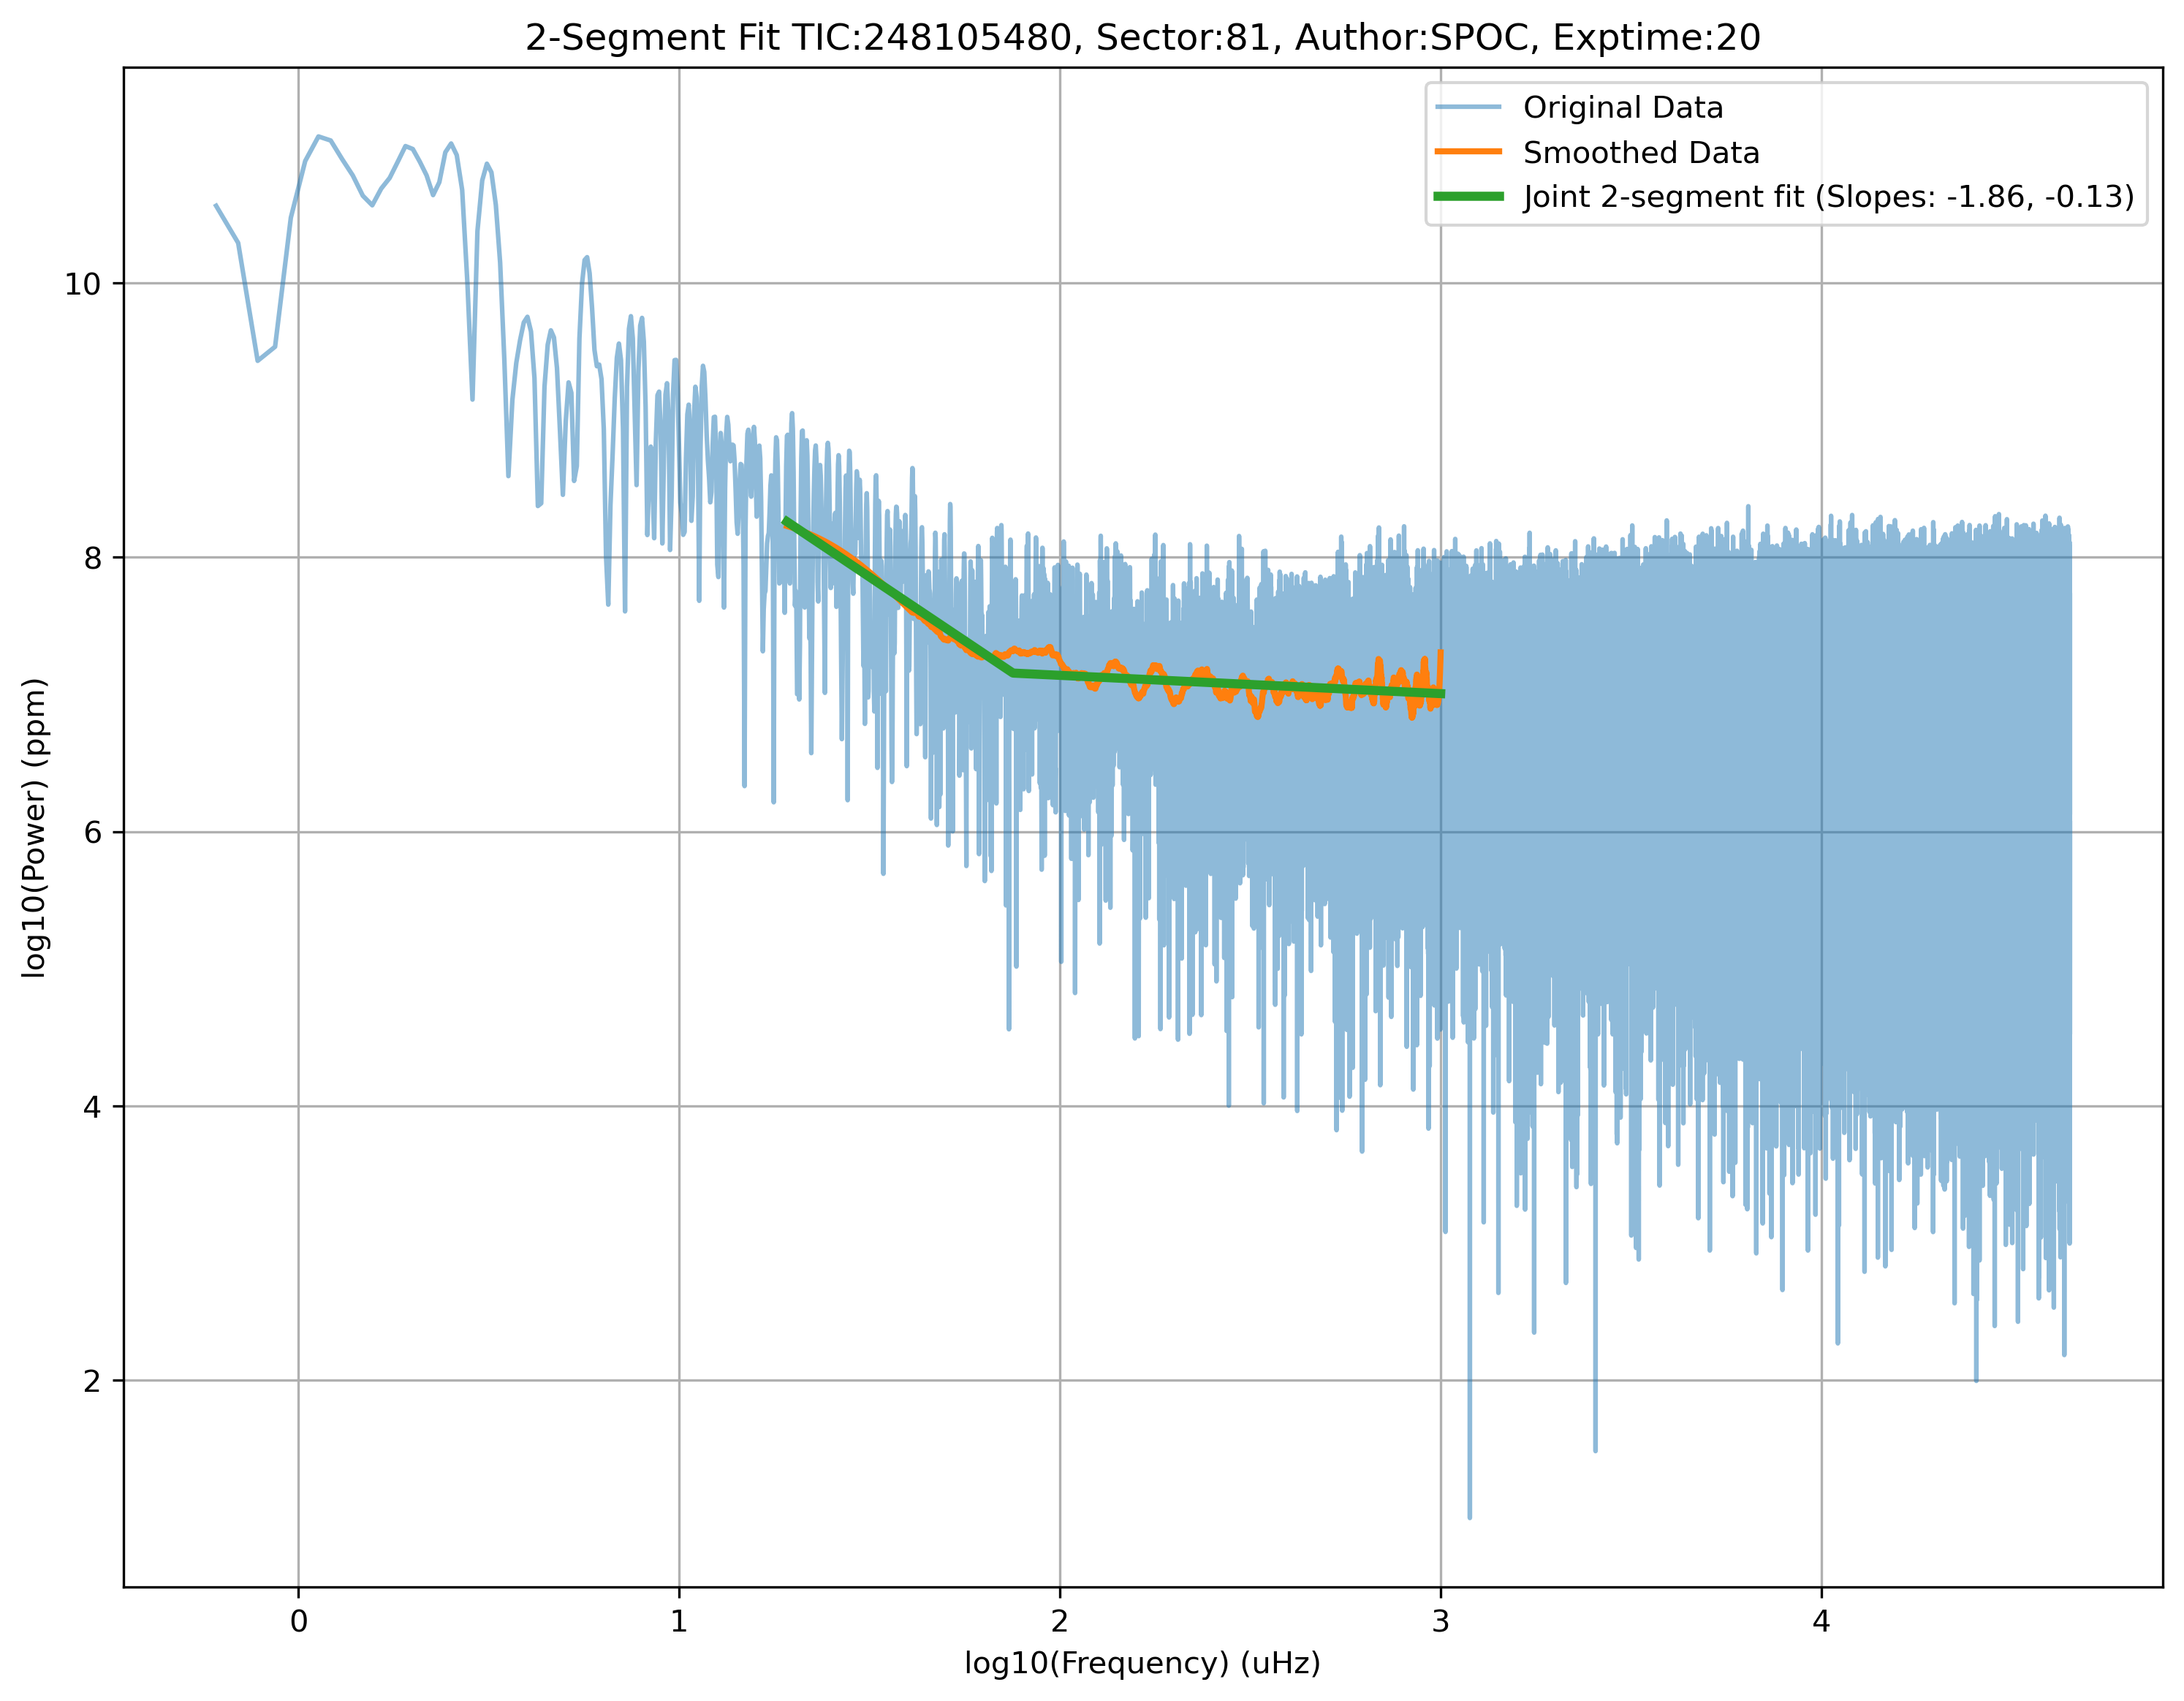 2-Segment Fit TIC:248105480, Sector:81, Author:SPOC, Exptime:20
Original Data
Smoothed Data
Joint 2-segment fit (Slopes: -1.86, -0.13)
log10(Power) (ppm)
10
8
6
4
2
0 1 2 3 4
log10(Frequency) (uHz)